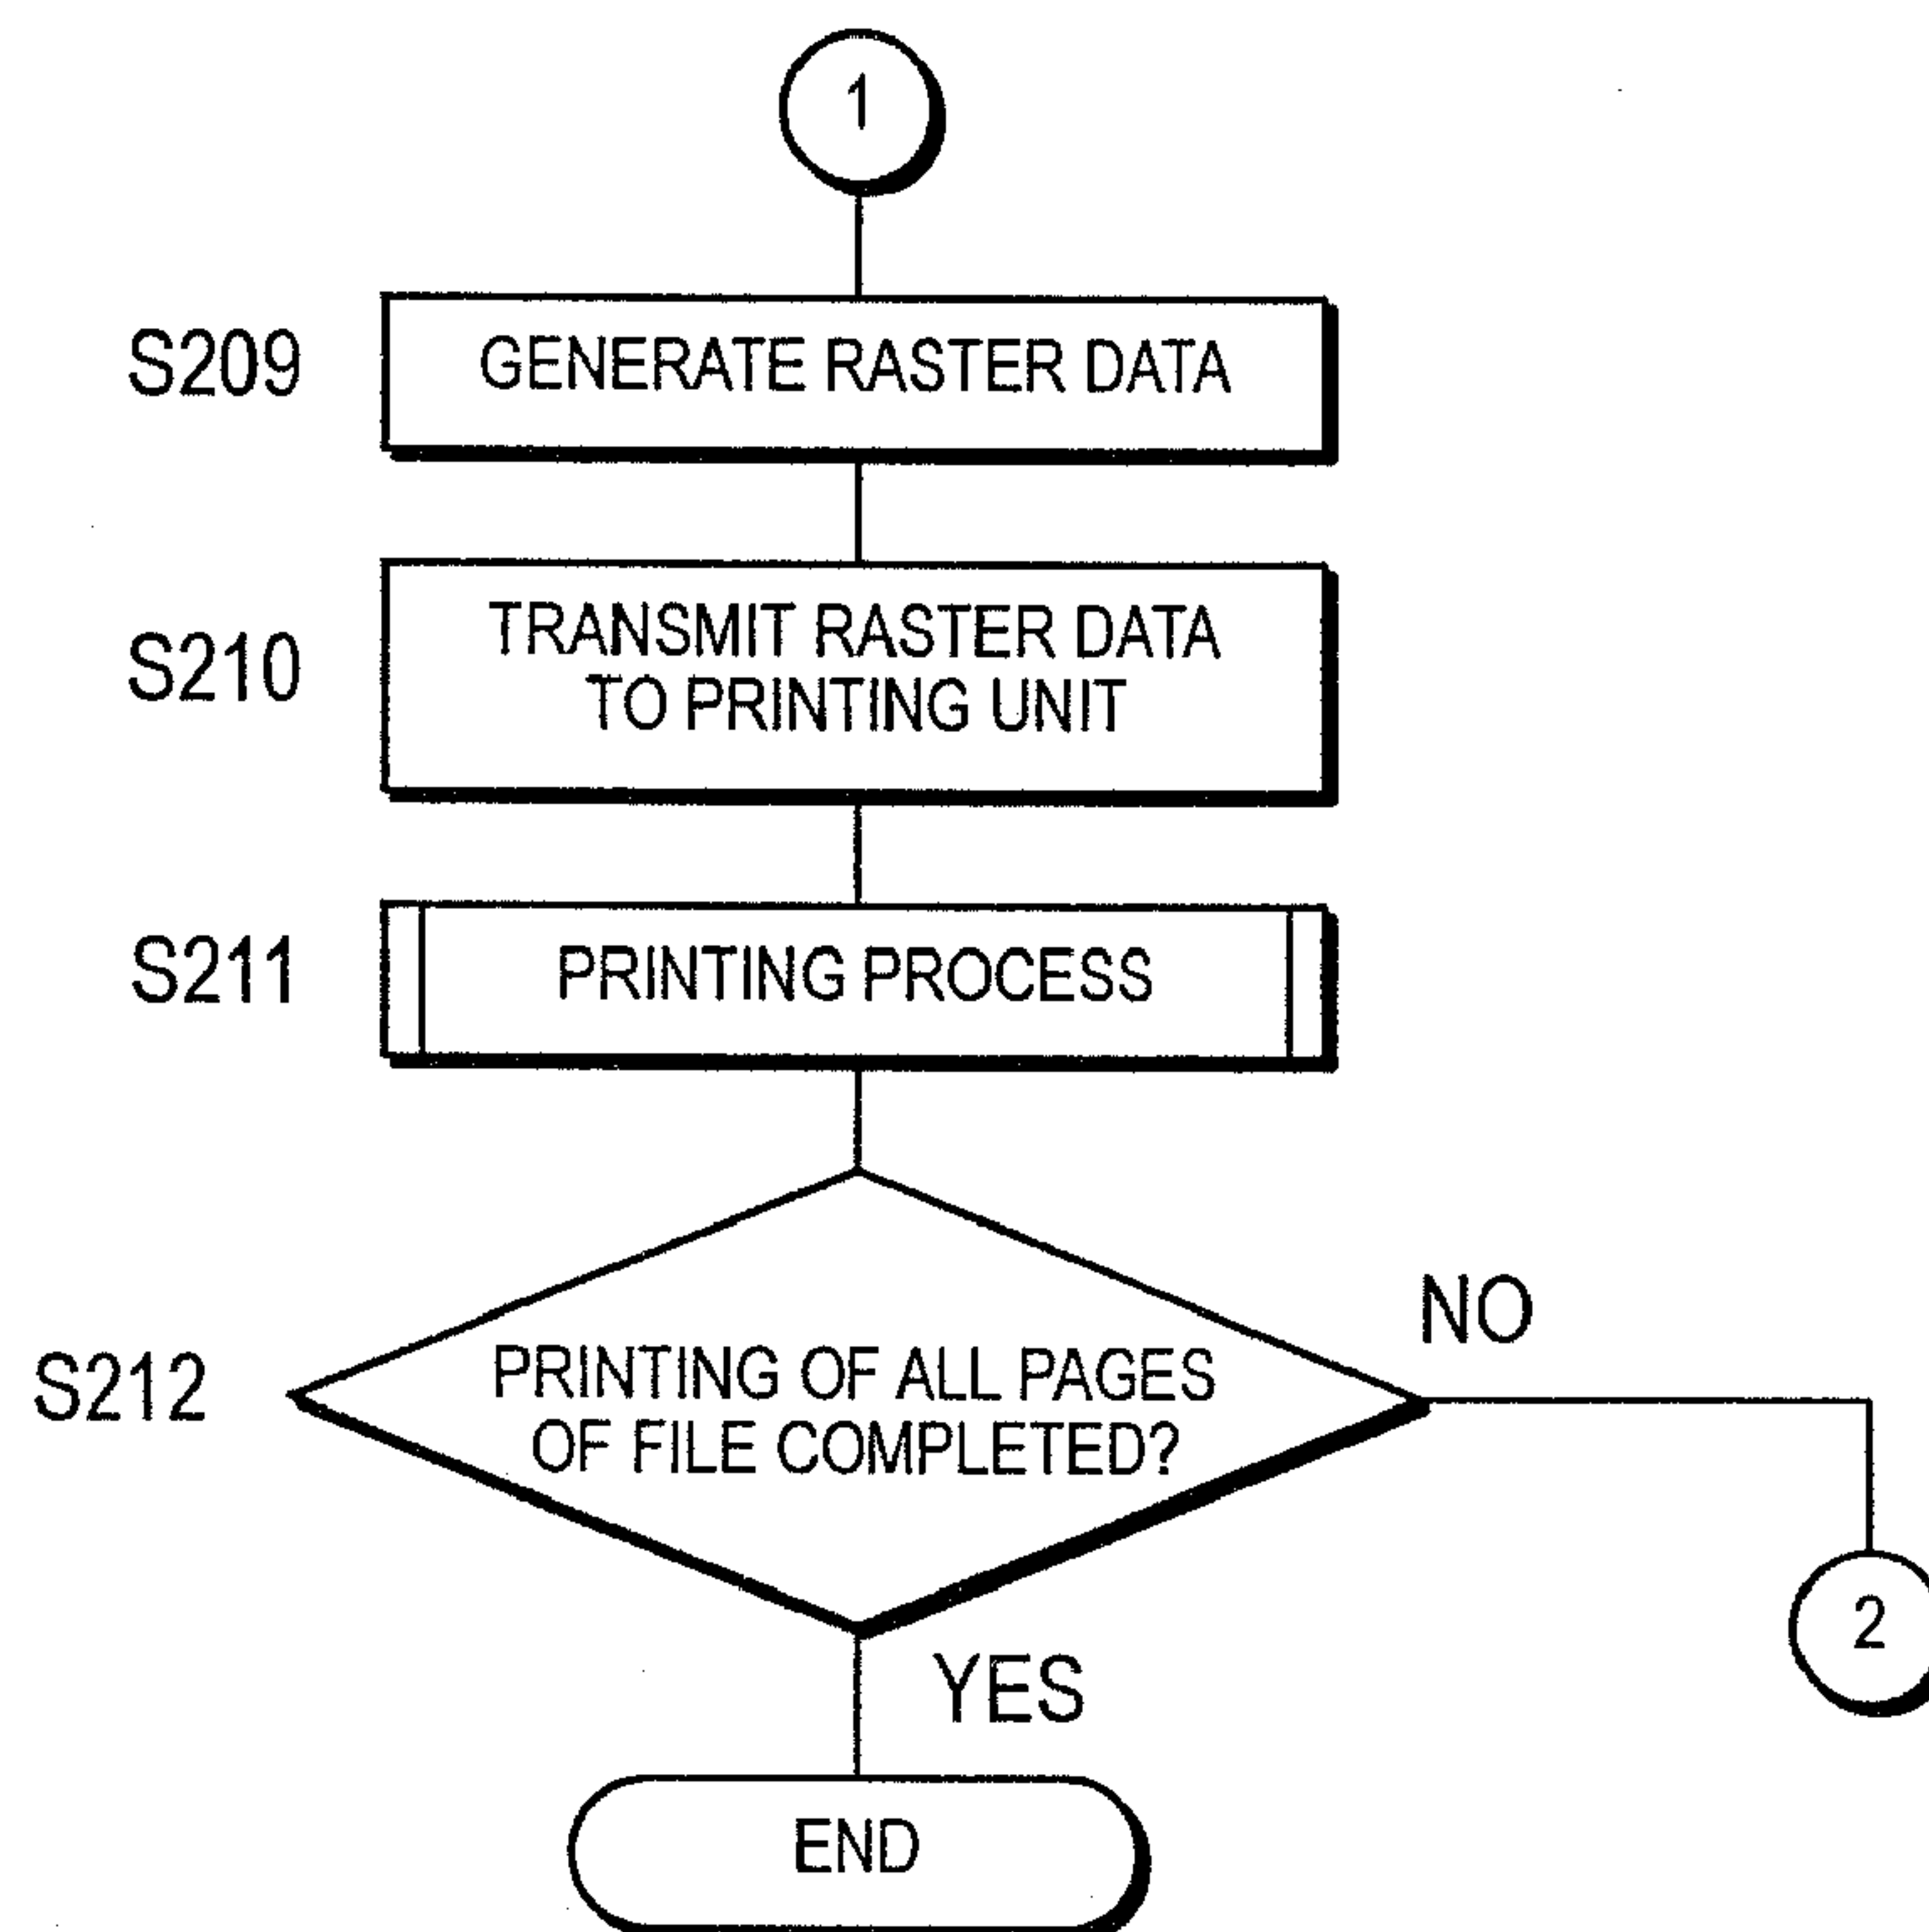 1
S209
GENERATE RASTER DATA
S210
TRANSMIT RASTER DATA
TO PRINTING UNIT
S211
PRINTING PROCESS
S212
PRINTING OF ALL PAGES
OF FILE COMPLETED?
NO
2
YES
END